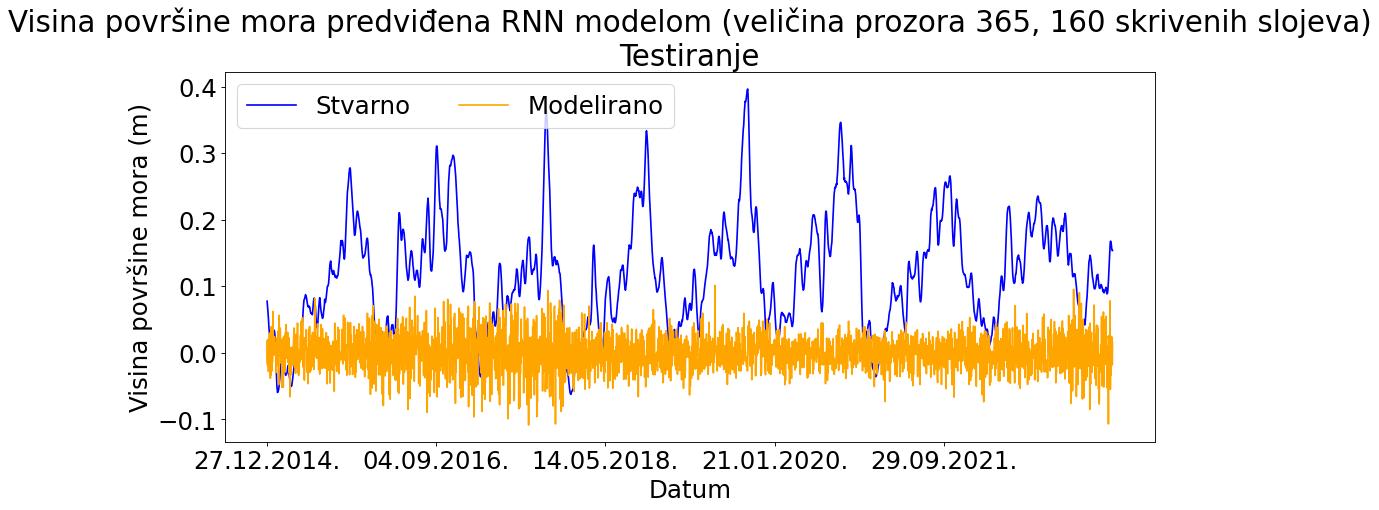 Visina površine mora predviđena RNN modelom (veličina prozora 365, 160 skrivenih slojeva)
Testiranje
Stvarno
Modelirano
Visina površine mora (m)
0.4
0.3
0.2
0.1
0.0
−0.1
27.12.2014.
04.09.2016.
14.05.2018.
21.01.2020.
29.09.2021.
Datum